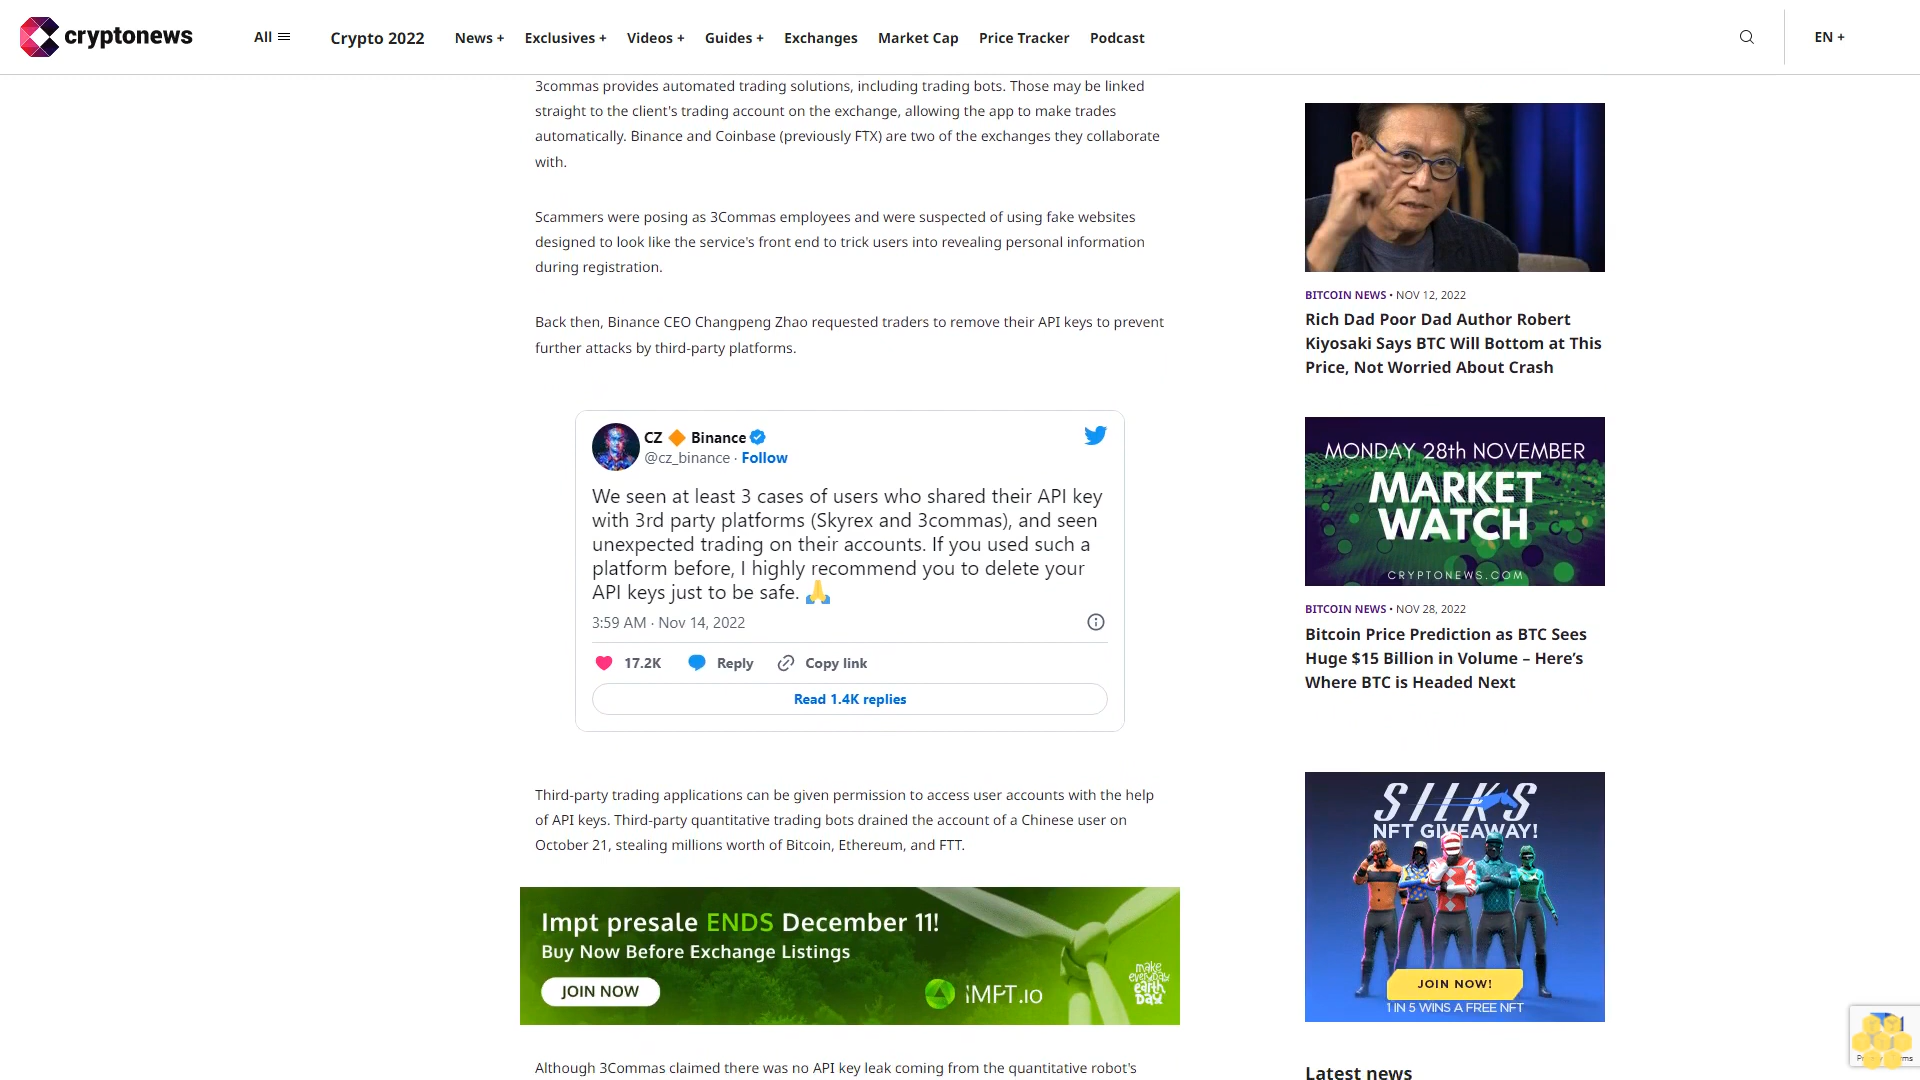 cryptonews
All
Crypto 2022
News +
Exclusives +
Videos +
Guides +
Exchanges
Market Cap
Price Tracker
Podcast
EN +
3commas provides automated trading solutions, including trading bots. Those may be linked
straight to the client's trading account on the exchange, allowing the app to make trades
automatically. Binance and Coinbase (previously FTX) are two of the exchanges they collaborate
with.
Scammers were posing as 3Commas employees and were suspected of using fake websites
designed to look like the service's front end to trick users into revealing personal information
during registration.
Back then, Binance CEO Changpeng Zhao requested traders to remove their API keys to prevent
further attacks by third-party platforms.
CZ 🔶 Binance
@cz_binance · Follow
We seen at least 3 cases of users who shared their API key
with 3rd party platforms (Skyrex and 3commas), and seen
unexpected trading on their accounts. If you used such a
platform before, I highly recommend you to delete your
API keys just to be safe. 🙏
3:59 AM · Nov 14, 2022
17.2K
Reply
Copy link
Read 1.4K replies
Third-party trading applications can be given permission to access user accounts with the help
of API keys. Third-party quantitative trading bots drained the account of a Chinese user on
October 21, stealing millions worth of Bitcoin, Ethereum, and FTT.
Impt presale ENDS December 11!
Buy Now Before Exchange Listings
JOIN NOW
iMPT.io
make
everyday
earth
day
Although 3Commas claimed there was no API key leak coming from the quantitative robot's
BITCOIN NEWS • NOV 12, 2022
Rich Dad Poor Dad Author Robert
Kiyosaki Says BTC Will Bottom at This
Price, Not Worried About Crash
MONDAY 28th NOVEMBER
MARKET
WATCH
CRYPTONEWS.COM
BITCOIN NEWS • NOV 28, 2022
Bitcoin Price Prediction as BTC Sees
Huge $15 Billion in Volume – Here's
Where BTC is Headed Next
SILKS
NFT GIVEAWAY!
JOIN NOW!
1 IN 5 WINS A FREE NFT
Latest news